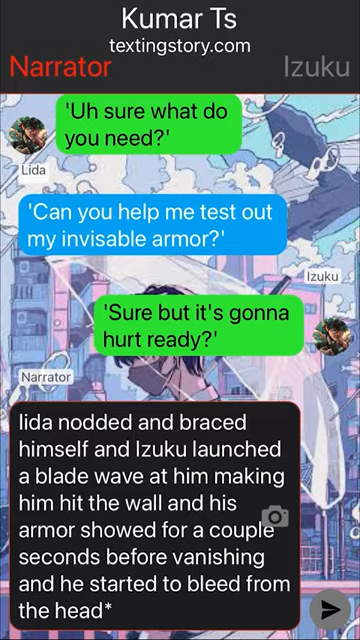 Kumar Ts
textingstory.com
Narrator
Izuku
'Uh sure what do
you need?'
Lida
'Can you help me test out
my invisable armor?'
Izuku
'Sure but it's gonna
hurt ready?'
Narrator
Iida nodded and braced
himself and Izuku launched
a blade wave at him making
him hit the wall and his
armor showed for a couple
seconds before vanishing
and he started to bleed from
the head*